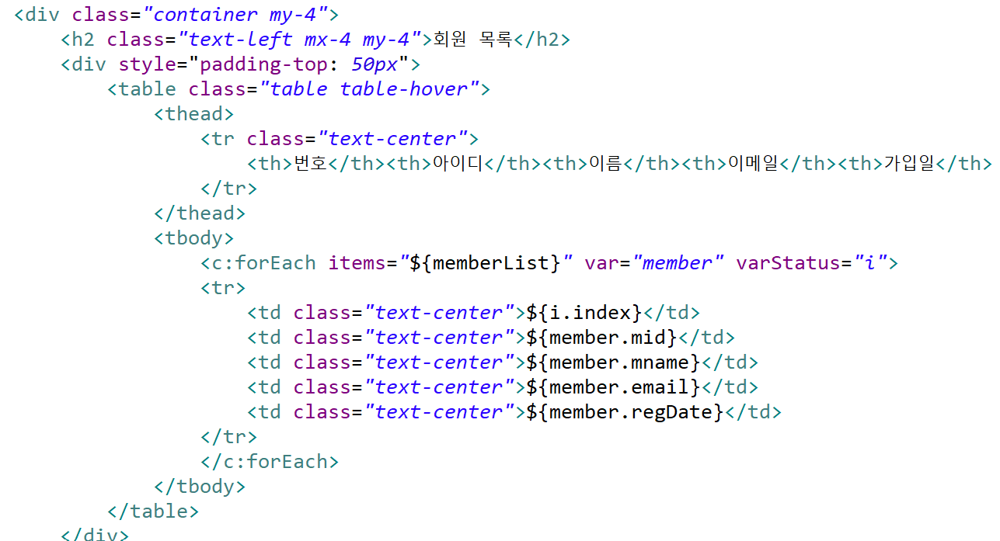 <div class="container my-4">
<h2 class="text-left mx-4 my-4">회원 목록</h2>
<div style="padding-top: 50px">
<table class="table table-hover">
<thead>
<tr class="text-center">
<th>번호</th><th>아이디</th><th>이름</th><th>이메일</th><th>가입일</th>
</tr>
</thead>
<tbody>
<c:forEach items="${memberList}" var="member" varStatus="i">
<tr>
<td class="text-center">${i.index}</td>
<td class="text-center">${member.mid}</td>
<td class="text-center">${member.mname}</td>
<td class="text-center">${member.email}</td>
<td class="text-center">${member.regDate}</td>
</tr>
</c:forEach>
</tbody>
</table>
</div>